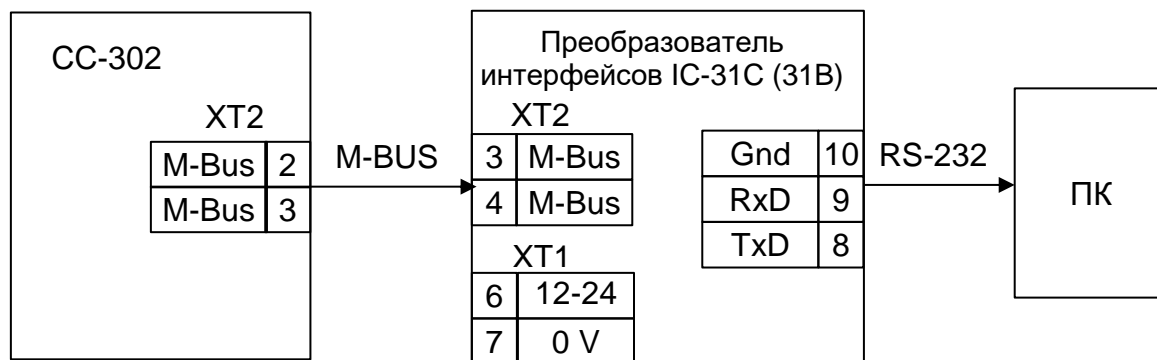 СС-302
XT2
M-Bus 2
M-Bus 3
M-BUS
Преобразователь
интерфейсов IC-31C (31В)
XT2
3 M-Bus
4 M-Bus
XT1
6 12-24
7 0 V
Gnd 10
RxD 9
TxD 8
RS-232
ПК